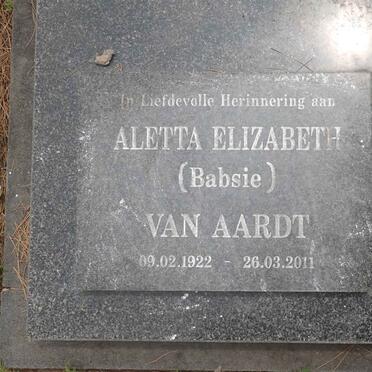 In Liefdevolle Herinnering aan
ALETTA ELIZABETH
(Babsie)
VAN AARDT
09.02.1922 - 26.03.2011